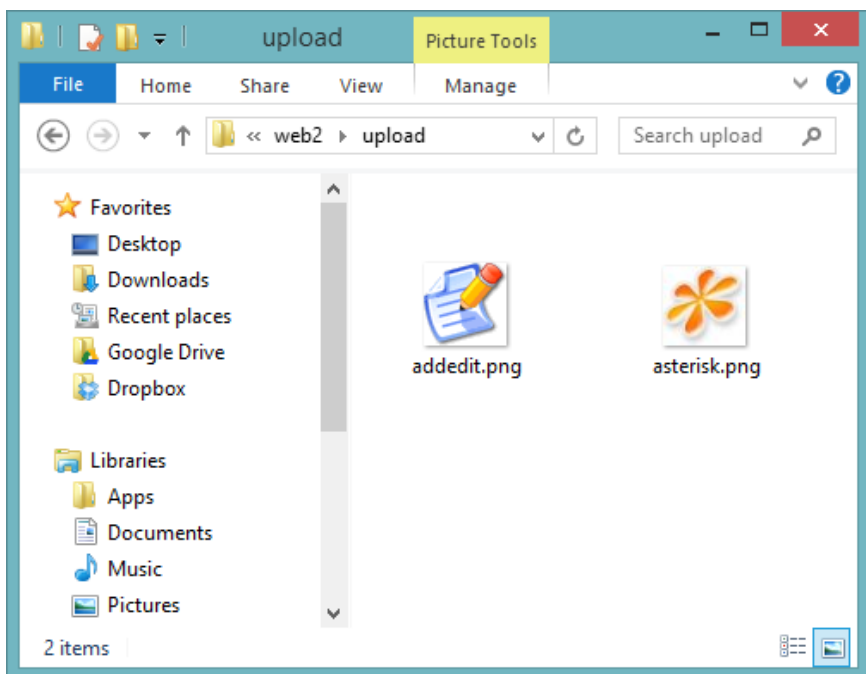 upload
Picture Tools
File Home Share View Manage
« web2 upload
Search upload
Favorites
Desktop
Downloads
Recent places
Google Drive
Dropbox
Libraries
Apps
Documents
Music
Pictures
addedit.png
asterisk.png
2 items